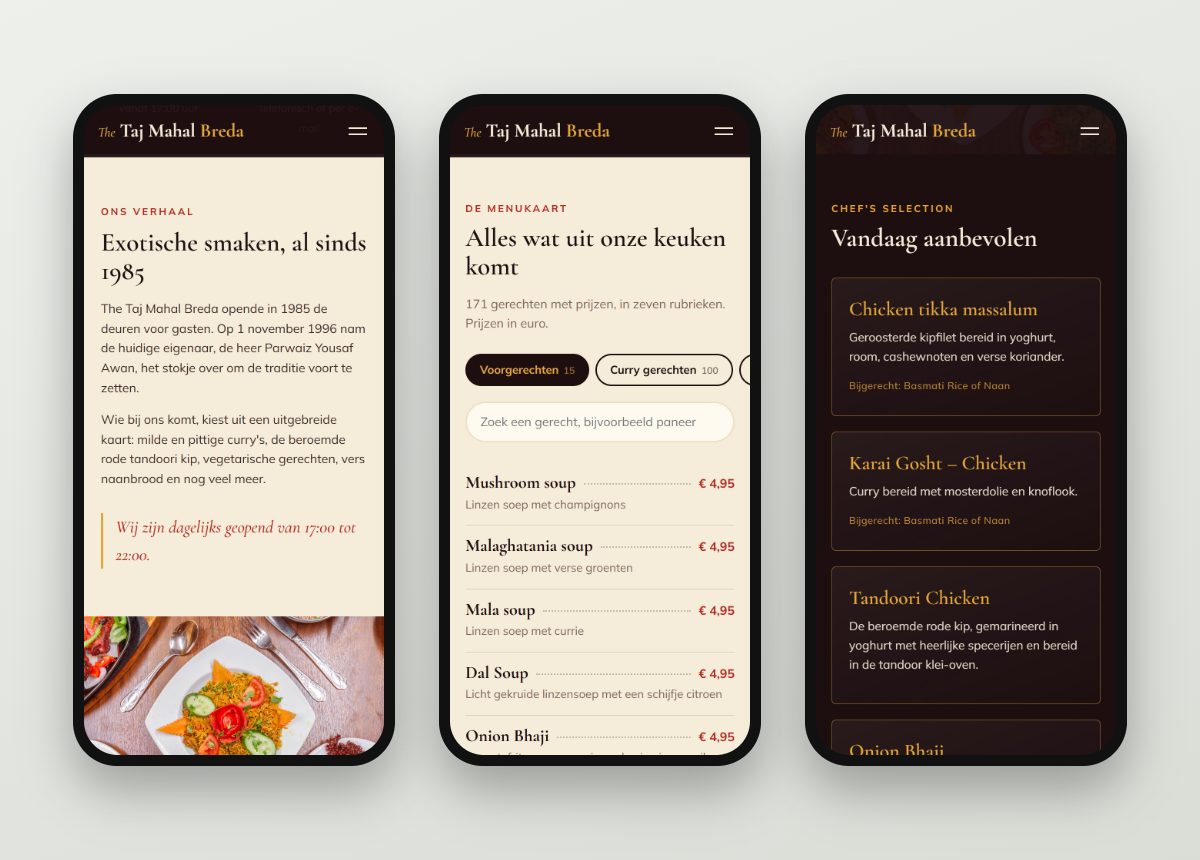 vanaf 17:00 uur
telefonisch of per e-
mail
The Taj Mahal Breda
ONS VERHAAL
Exotische smaken, al sinds
1985
The Taj Mahal Breda opende in 1985 de
deuren voor gasten. Op 1 november 1996 nam
de huidige eigenaar, de heer Parwaiz Yousaf
Awan, het stokje over om de traditie voort te
zetten.
Wie bij ons komt, kiest uit een uitgebreide
kaart: milde en pittige curry's, de beroemde
rode tandoori kip, vegetarische gerechten, vers
naanbrood en nog veel meer.
Wij zijn dagelijks geopend van 17:00 tot
22:00.
The Taj Mahal Breda
DE MENUKAART
Alles wat uit onze keuken
komt
171 gerechten met prijzen, in zeven rubrieken.
Prijzen in euro.
Voorgerechten 15
Curry gerechten 100
Zoek een gerecht, bijvoorbeeld paneer
Mushroom soup € 4,95
Linzen soep met champignons
Malaghatania soup € 4,95
Linzen soep met verse groenten
Mala soup € 4,95
Linzen soep met currie
Dal Soup € 4,95
Licht gekruide linzensoep met een schijfje citroen
Onion Bhaji € 4,95
The Taj Mahal Breda
CHEF'S SELECTION
Vandaag aanbevolen
Chicken tikka massalum
Geroosterde kipfilet bereid in yoghurt,
room, cashewnoten en verse koriander.
Bijgerecht: Basmati Rice of Naan
Karai Gosht – Chicken
Curry bereid met mosterdolie en knoflook.
Bijgerecht: Basmati Rice of Naan
Tandoori Chicken
De beroemde rode kip, gemarineerd in
yoghurt met heerlijke specerijen en bereid
in de tandoor klei-oven.
Onion Bhaji